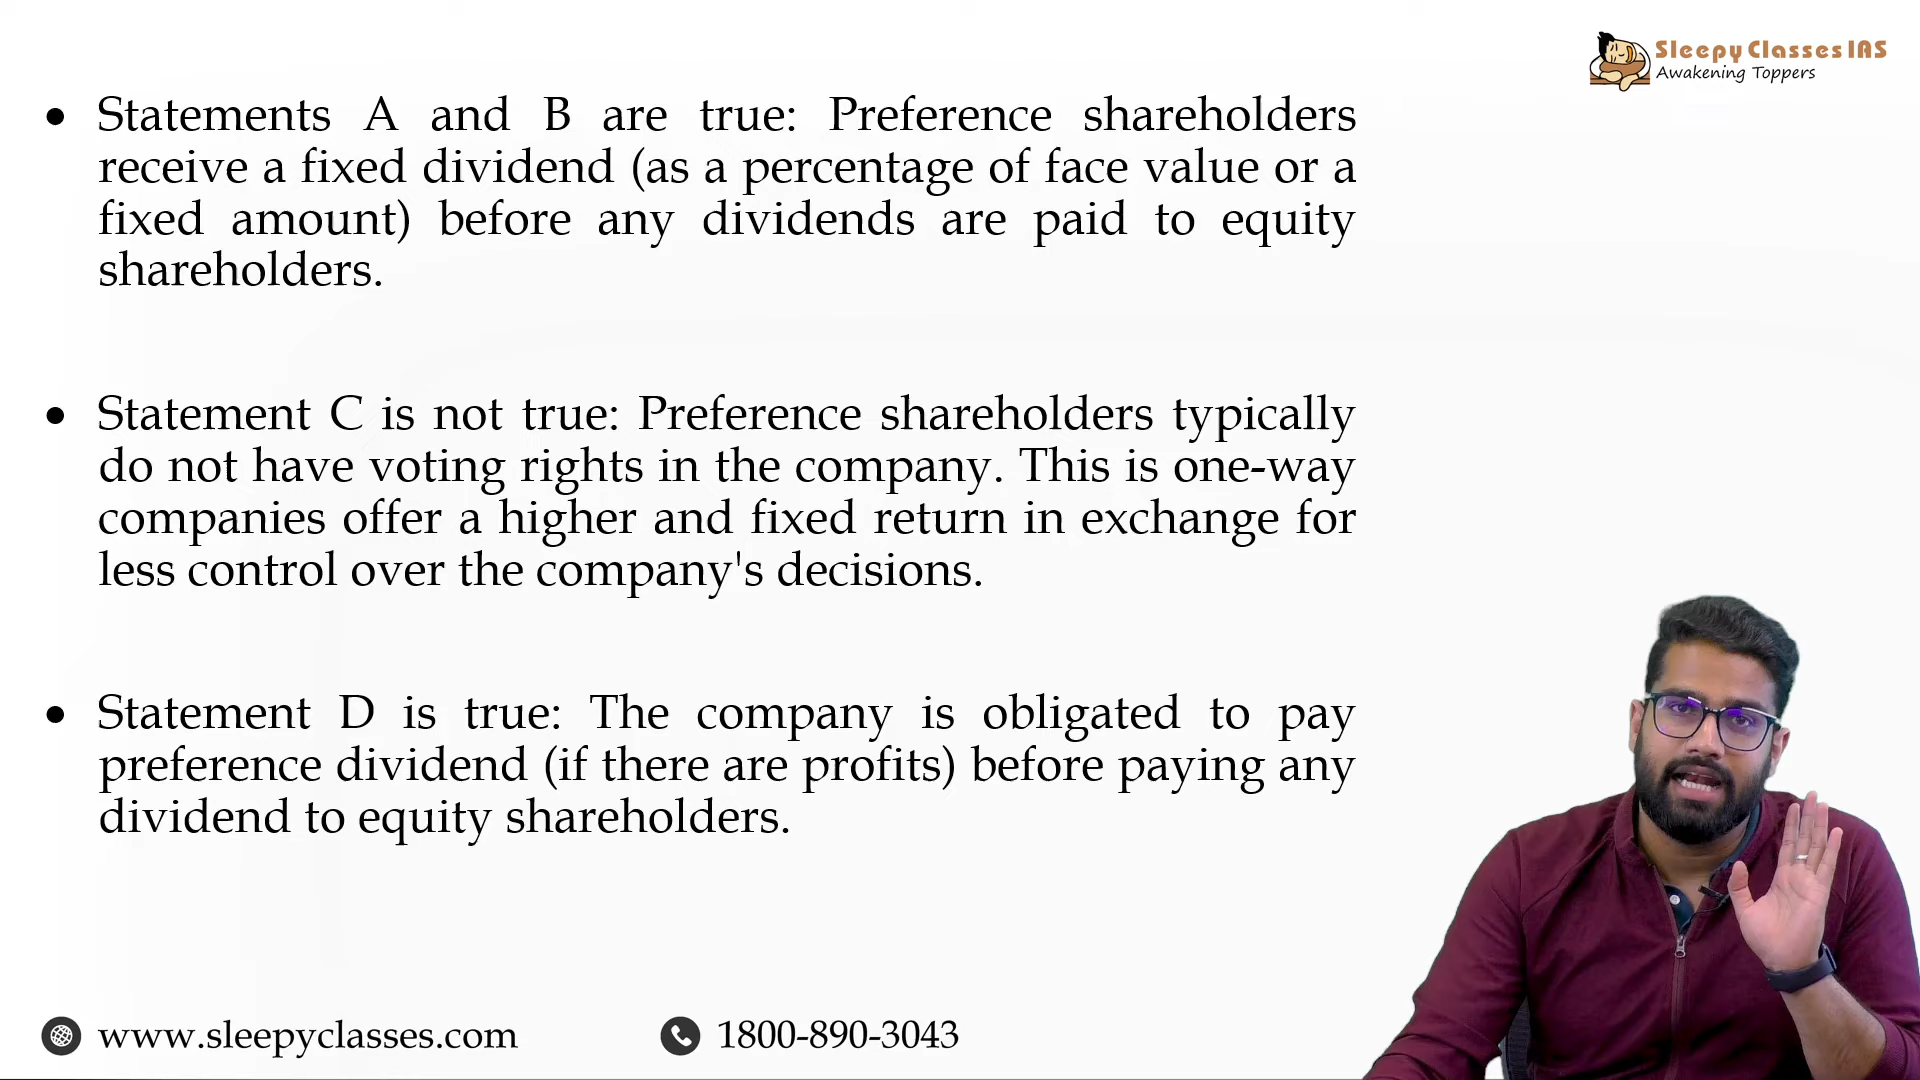 Sleepy Classes IAS
Awakening Toppers
• Statements A and B are true: Preference shareholders
receive a fixed dividend (as a percentage of face value or a
fixed amount) before any dividends are paid to equity
shareholders.
• Statement C is not true: Preference shareholders typically
do not have voting rights in the company. This is one-way
companies offer a higher and fixed return in exchange for
less control over the company's decisions.
• Statement D is true: The company is obligated to pay
preference dividend (if there are profits) before paying any
dividend to equity shareholders.
www.sleepyclasses.com
1800-890-3043